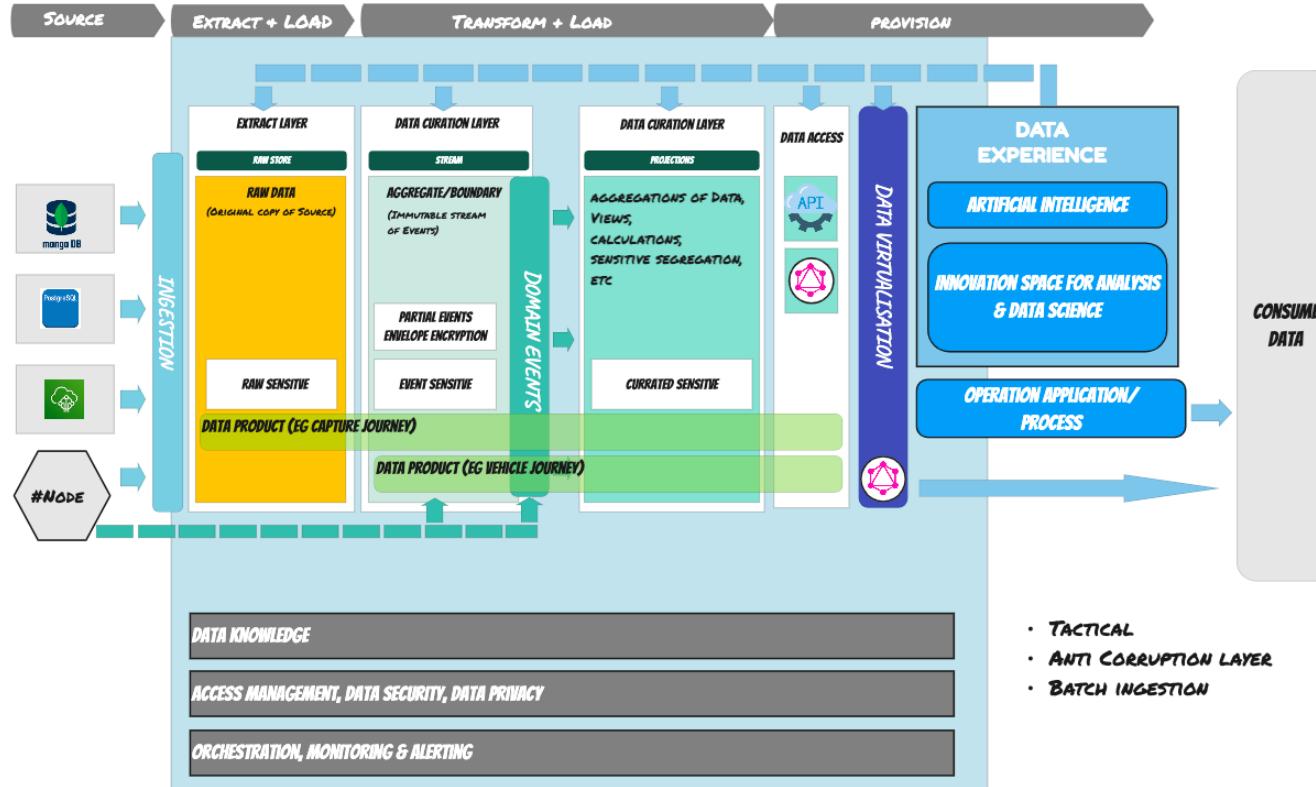 SOURCE
EXTRACT + LOAD
TRANSFORM + LOAD
PROVISION
EXTRACT LAYER
RAW STORE
RAW DATA
(ORIGINAL COPY OF SOURCE)
RAW SENSITIVE
DATA CURATION LAYER
STREAM
AGGREGATE/BOUNDARY
(IMMUTABLE STREAM
OF EVENTS)
PARTIAL EVENTS
ENVELOPE ENCRYPTION
EVENT SENSITIVE
DATA CURATION LAYER
PROJECTIONS
AGGREGATIONS OF DATA,
VIEWS,
CALCULATIONS,
SENSITIVE SEGREGATION,
ETC
CURRATED SENSITIVE
DATA ACCESS
API
DATA VIRTUALISATION
DATA
EXPERIENCE
ARTIFICIAL INTELLIGENCE
INNOVATION SPACE FOR ANALYSIS
& DATA SCIENCE
OPERATION APPLICATION/
PROCESS
CONSUME
DATA
mongo DB
PostgreSQL
#NODE
INGESTION
DOMAIN EVENTS
DATA PRODUCT (EG CAPTURE JOURNEY)
DATA PRODUCT (EG VEHICLE JOURNEY)
DATA KNOWLEDGE
ACCESS MANAGEMENT, DATA SECURITY, DATA PRIVACY
ORCHESTRATION, MONITORING & ALERTING
• TACTICAL
• ANTI CORRUPTION LAYER
• BATCH INGESTION